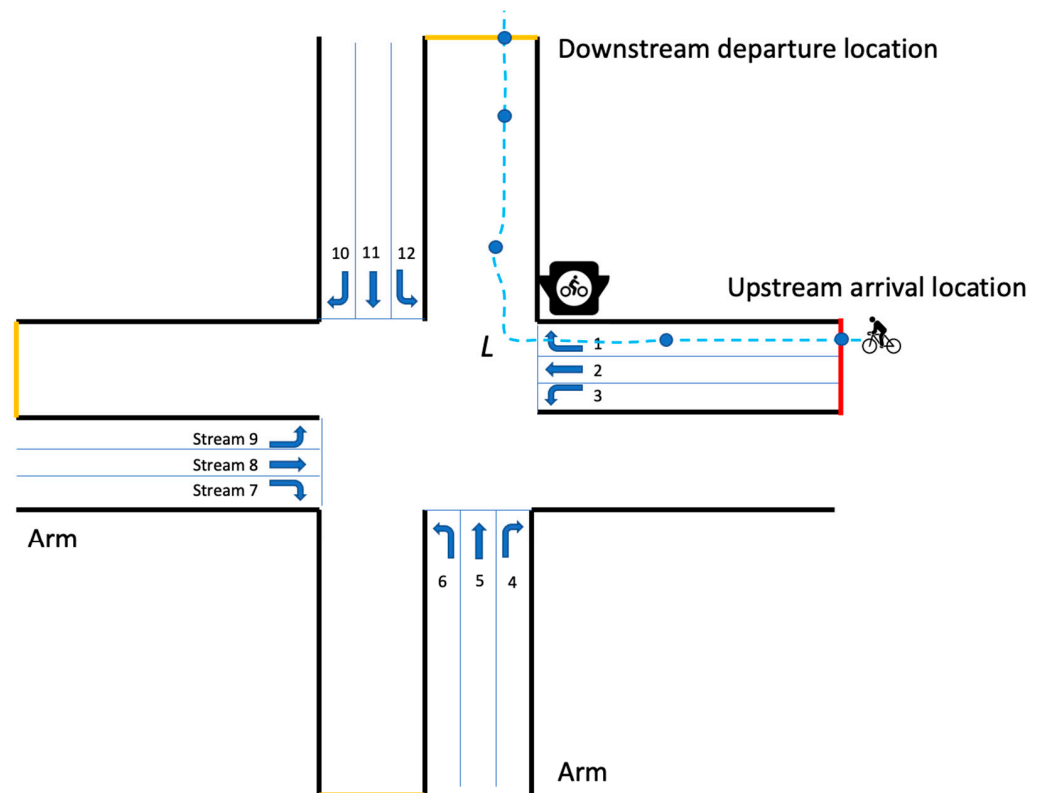 Downstream departure location
10 11 12
Upstream arrival location
L
1
2
3
Stream 9
Stream 8
Stream 7
Arm
6 5 4
Arm